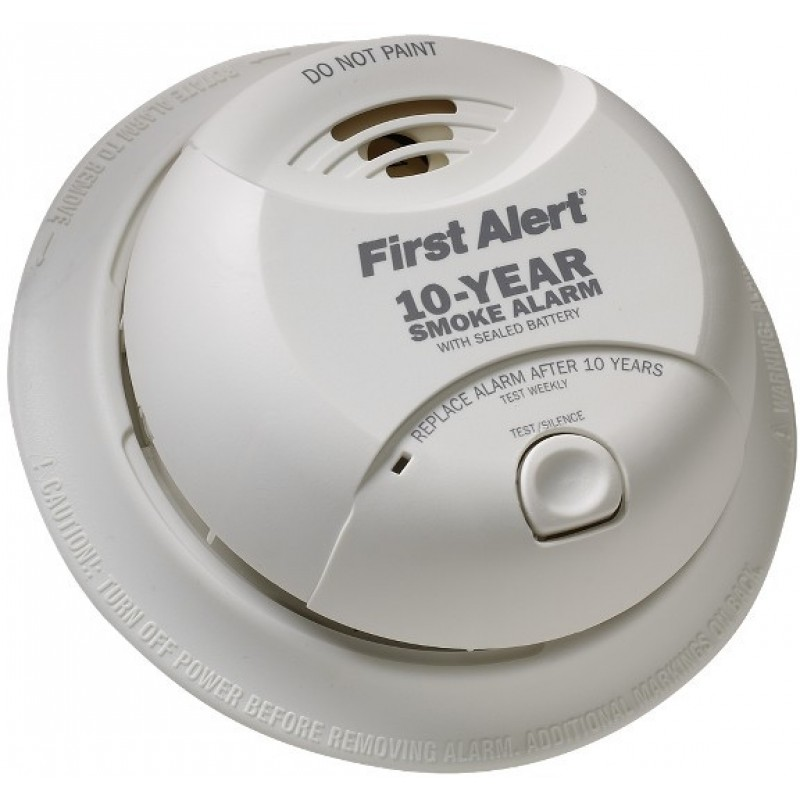 DO NOT PAINT
First Alert®
10-YEAR
SMOKE ALARM
WITH SEALED BATTERY
REPLACE ALARM AFTER 10 YEARS
TEST WEEKLY
TEST/SILENCE
ROTATE ALARM TO REMOVE
⚠ CAUTION!: TURN OFF POWER BEFORE REMOVING ALARM. ADDITIONAL MARKINGS ON BACK
⚠ WARNING: